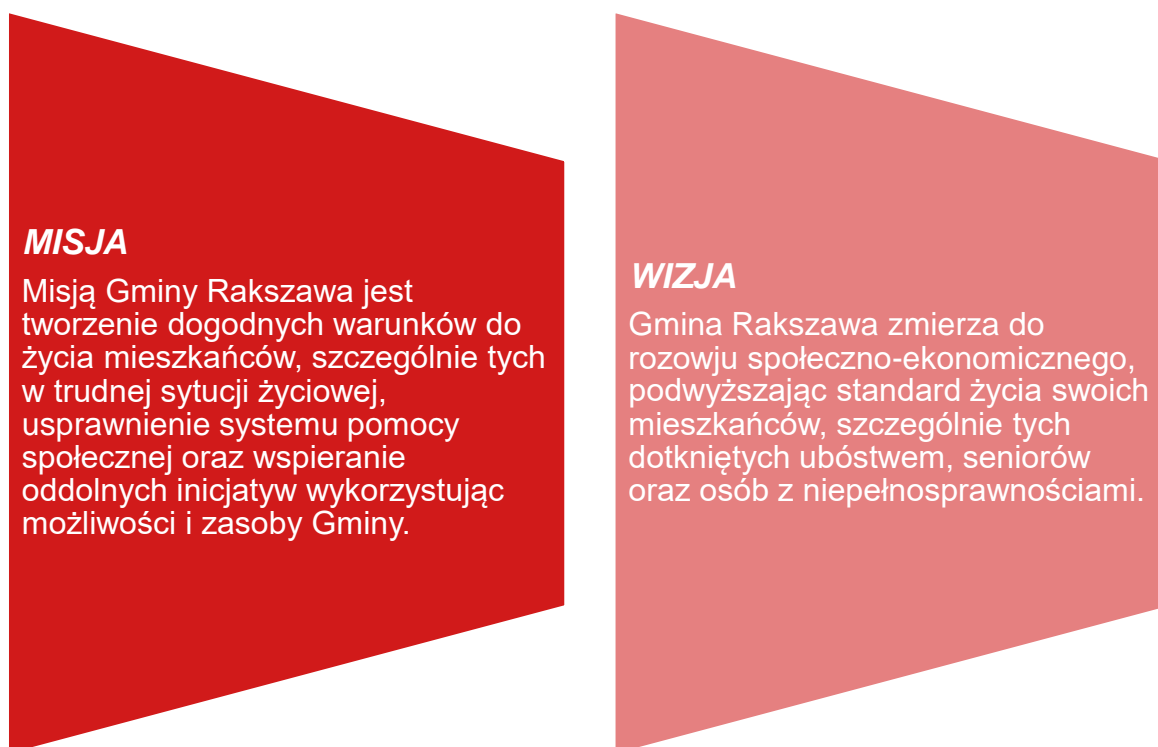 MISJA
Misją Gminy Rakszawa jest
tworzenie dogodnych warunków do
życia mieszkańców, szczególnie tych
w trudnej sytucji życiowej,
usprawnienie systemu pomocy
społecznej oraz wspieranie
oddolnych inicjatyw wykorzystując
możliwości i zasoby Gminy.
WIZJA
Gmina Rakszawa zmierza do
rozowju społeczno-ekonomicznego,
podwyższając standard życia swoich
mieszkańców, szczególnie tych
dotkniętych ubóstwem, seniorów
oraz osób z niepełnosprawnościami.